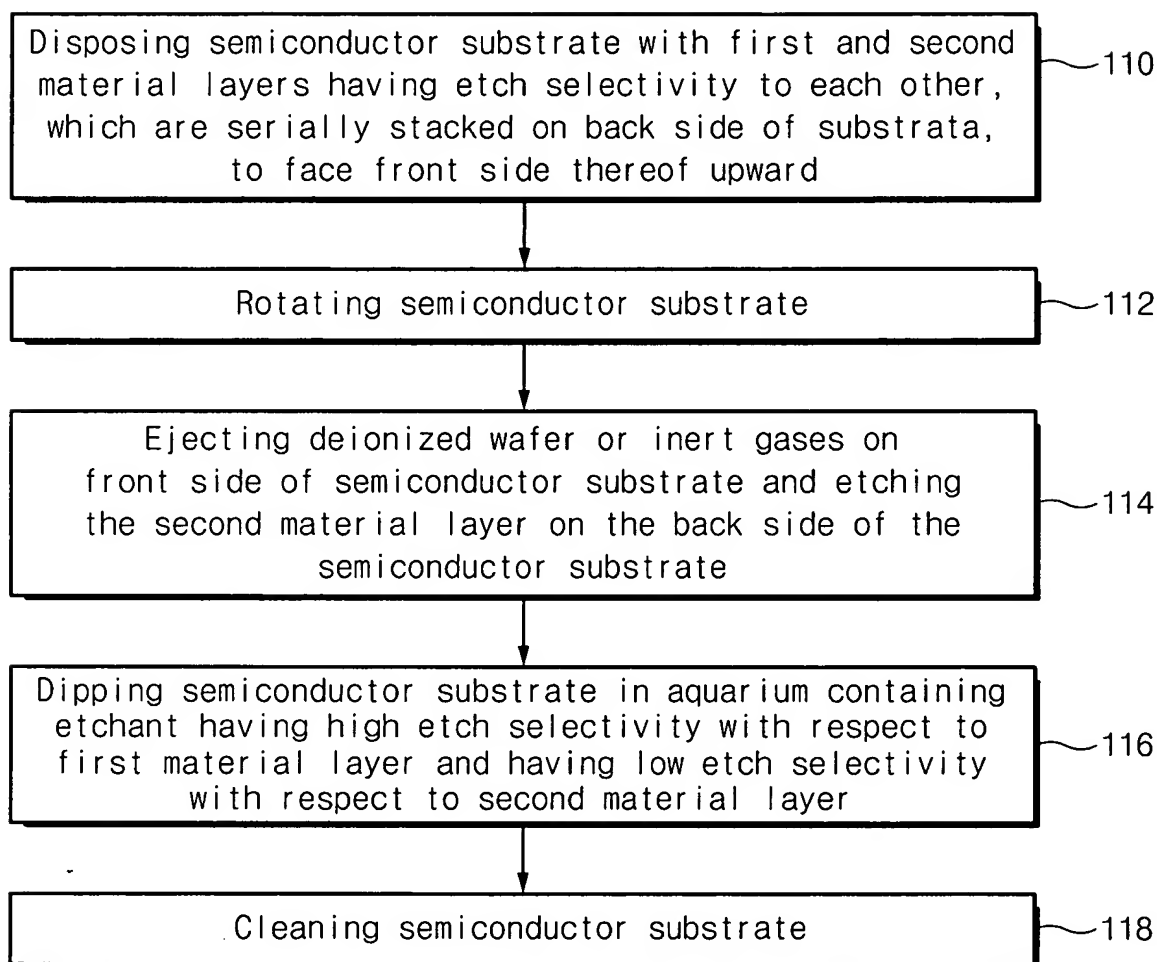 Disposing semiconductor substrate with first and second
material layers having etch selectivity to each other,
which are serially stacked on back side of substrata,
to face front side thereof upward
110
Rotating semiconductor substrate
112
Ejecting deionized wafer or inert gases on
front side of semiconductor substrate and etching
the second material layer on the back side of the
semiconductor substrate
114
Dipping semiconductor substrate in aquarium containing
etchant having high etch selectivity with respect to
first material layer and having low etch selectivity
with respect to second material layer
116
Cleaning semiconductor substrate
118